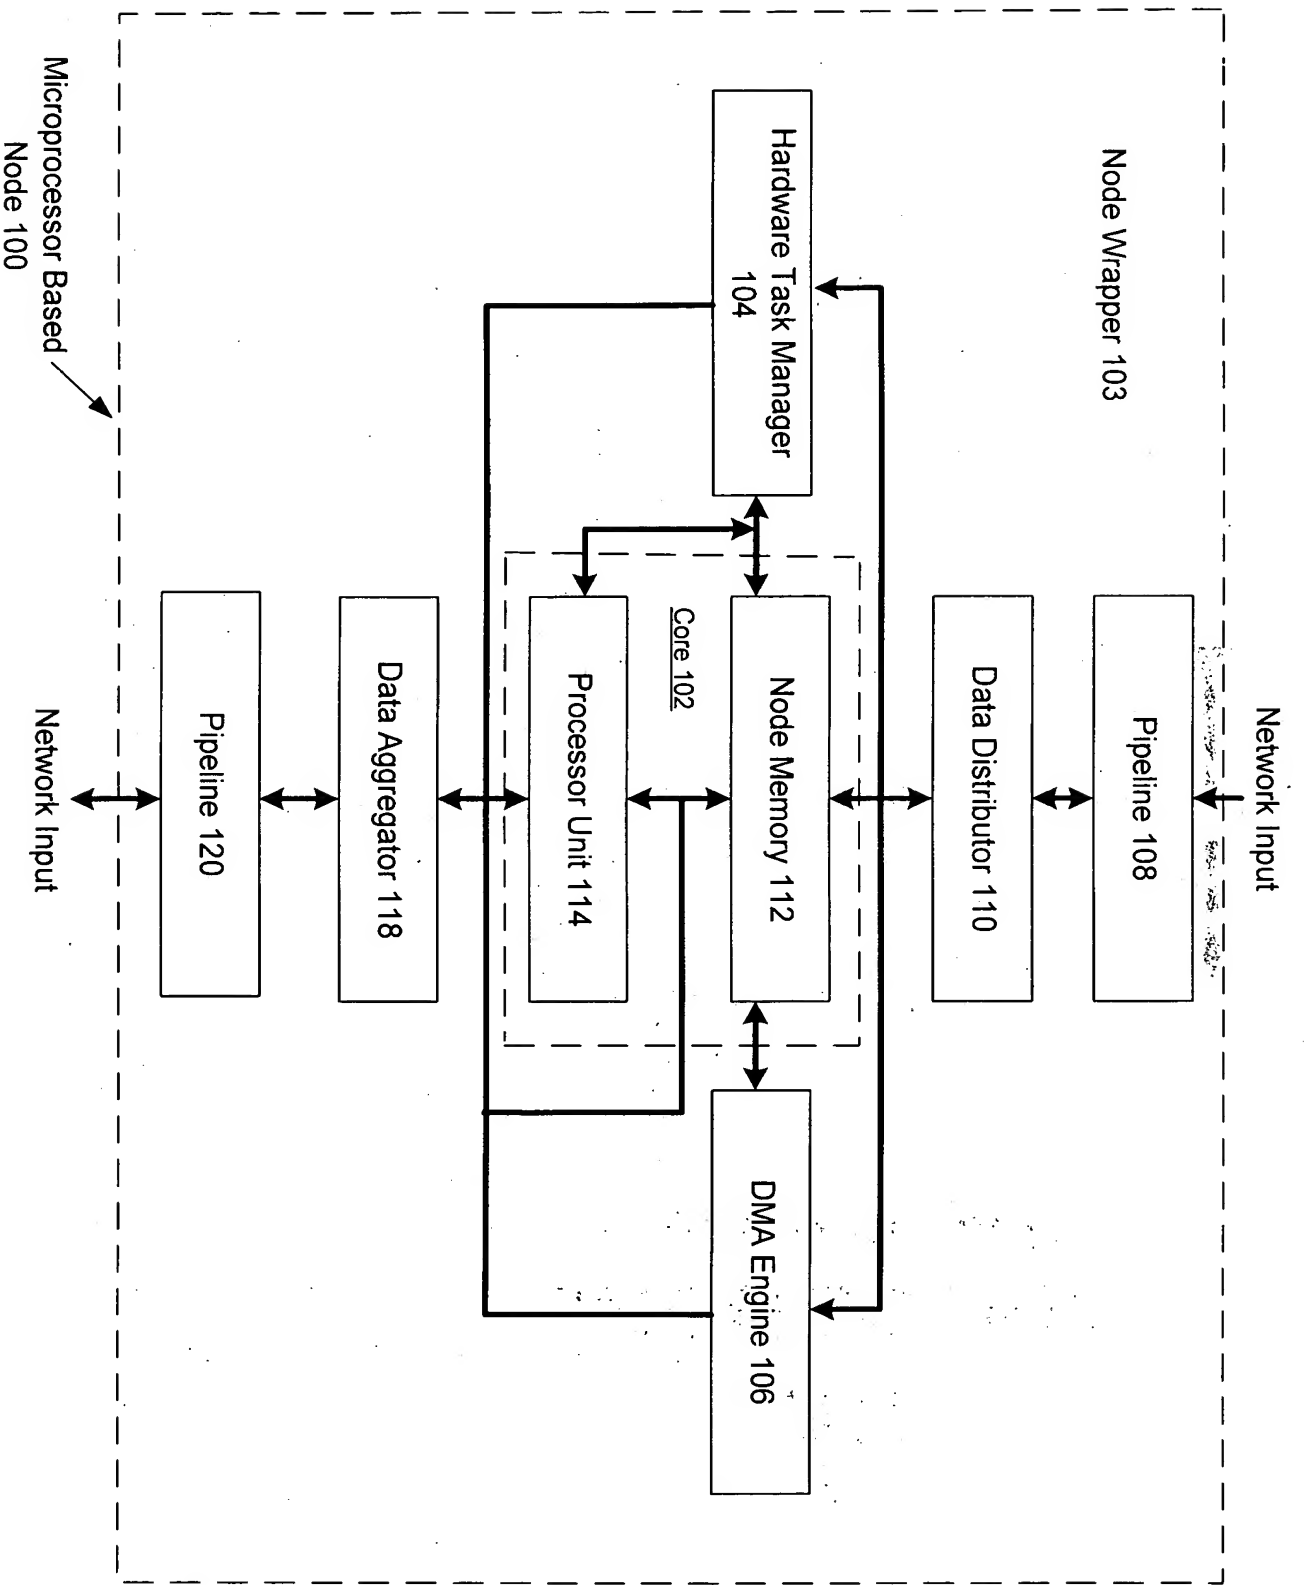 Network Input
Node Wrapper 103
Pipeline 108
Data Distributor 110
Hardware Task Manager
104
Node Memory 112
DMA Engine 106
Core 102
Processor Unit 114
Data Aggregator 118
Pipeline 120
Microprocessor Based
Node 100
Network Input